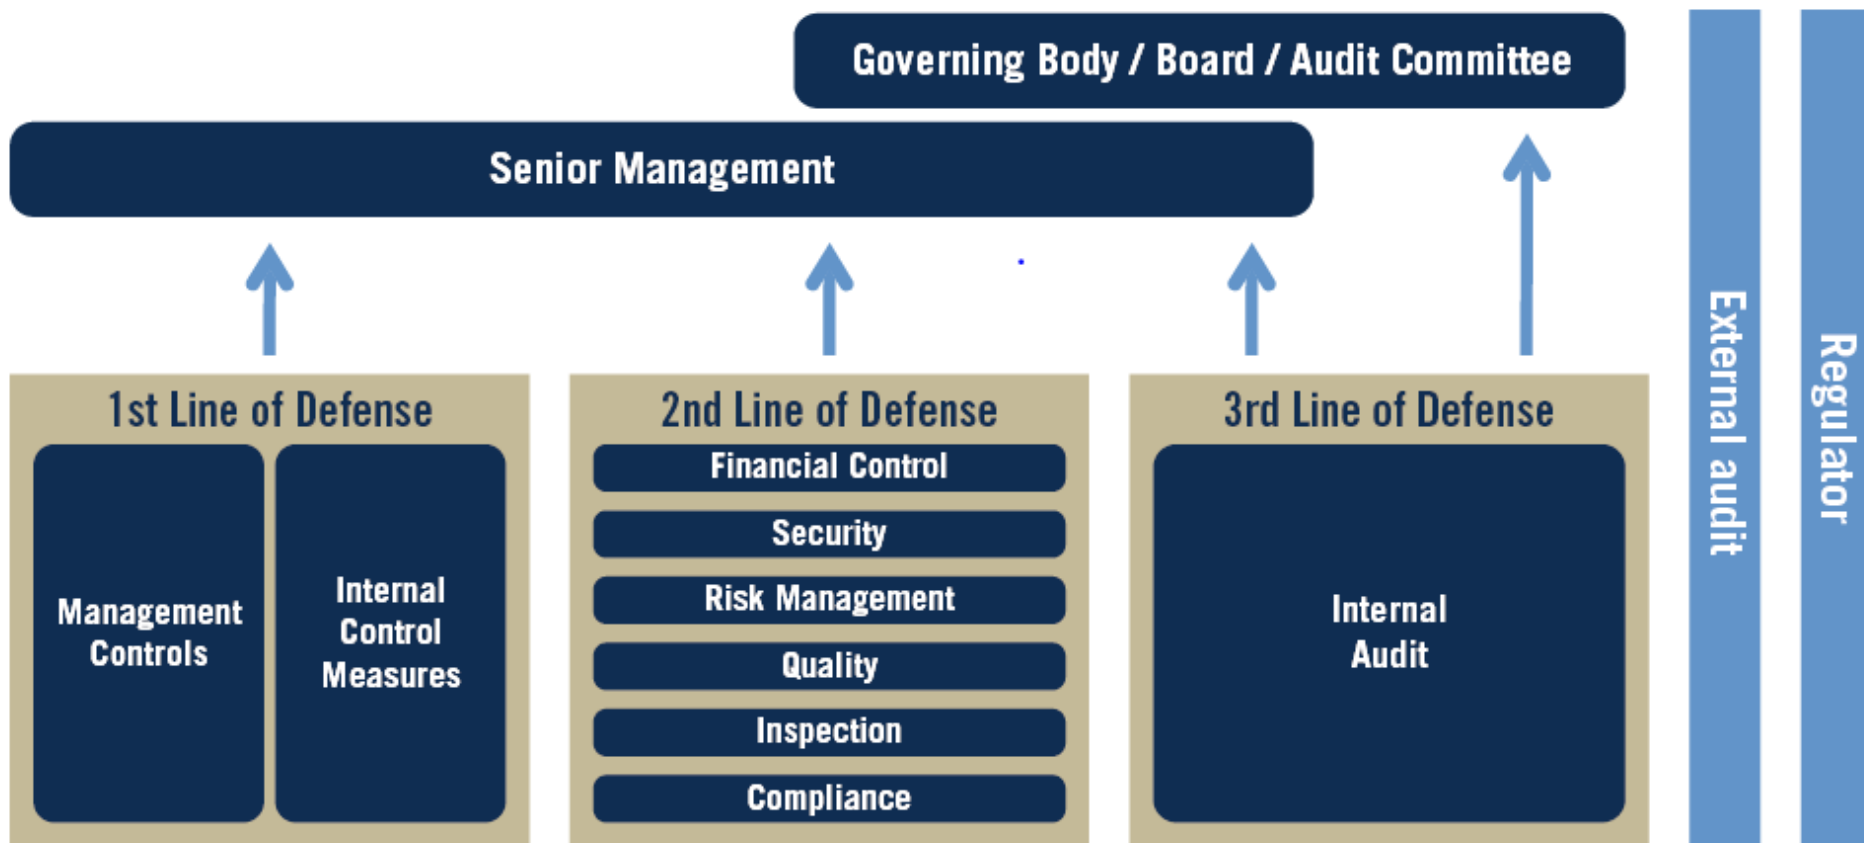 Governing Body / Board / Audit Committee
Senior Management
1st Line of Defense
Management
Controls
Internal
Control
Measures
2nd Line of Defense
Financial Control
Security
Risk Management
Quality
Inspection
Compliance
3rd Line of Defense
Internal
Audit
External audit
Regulator